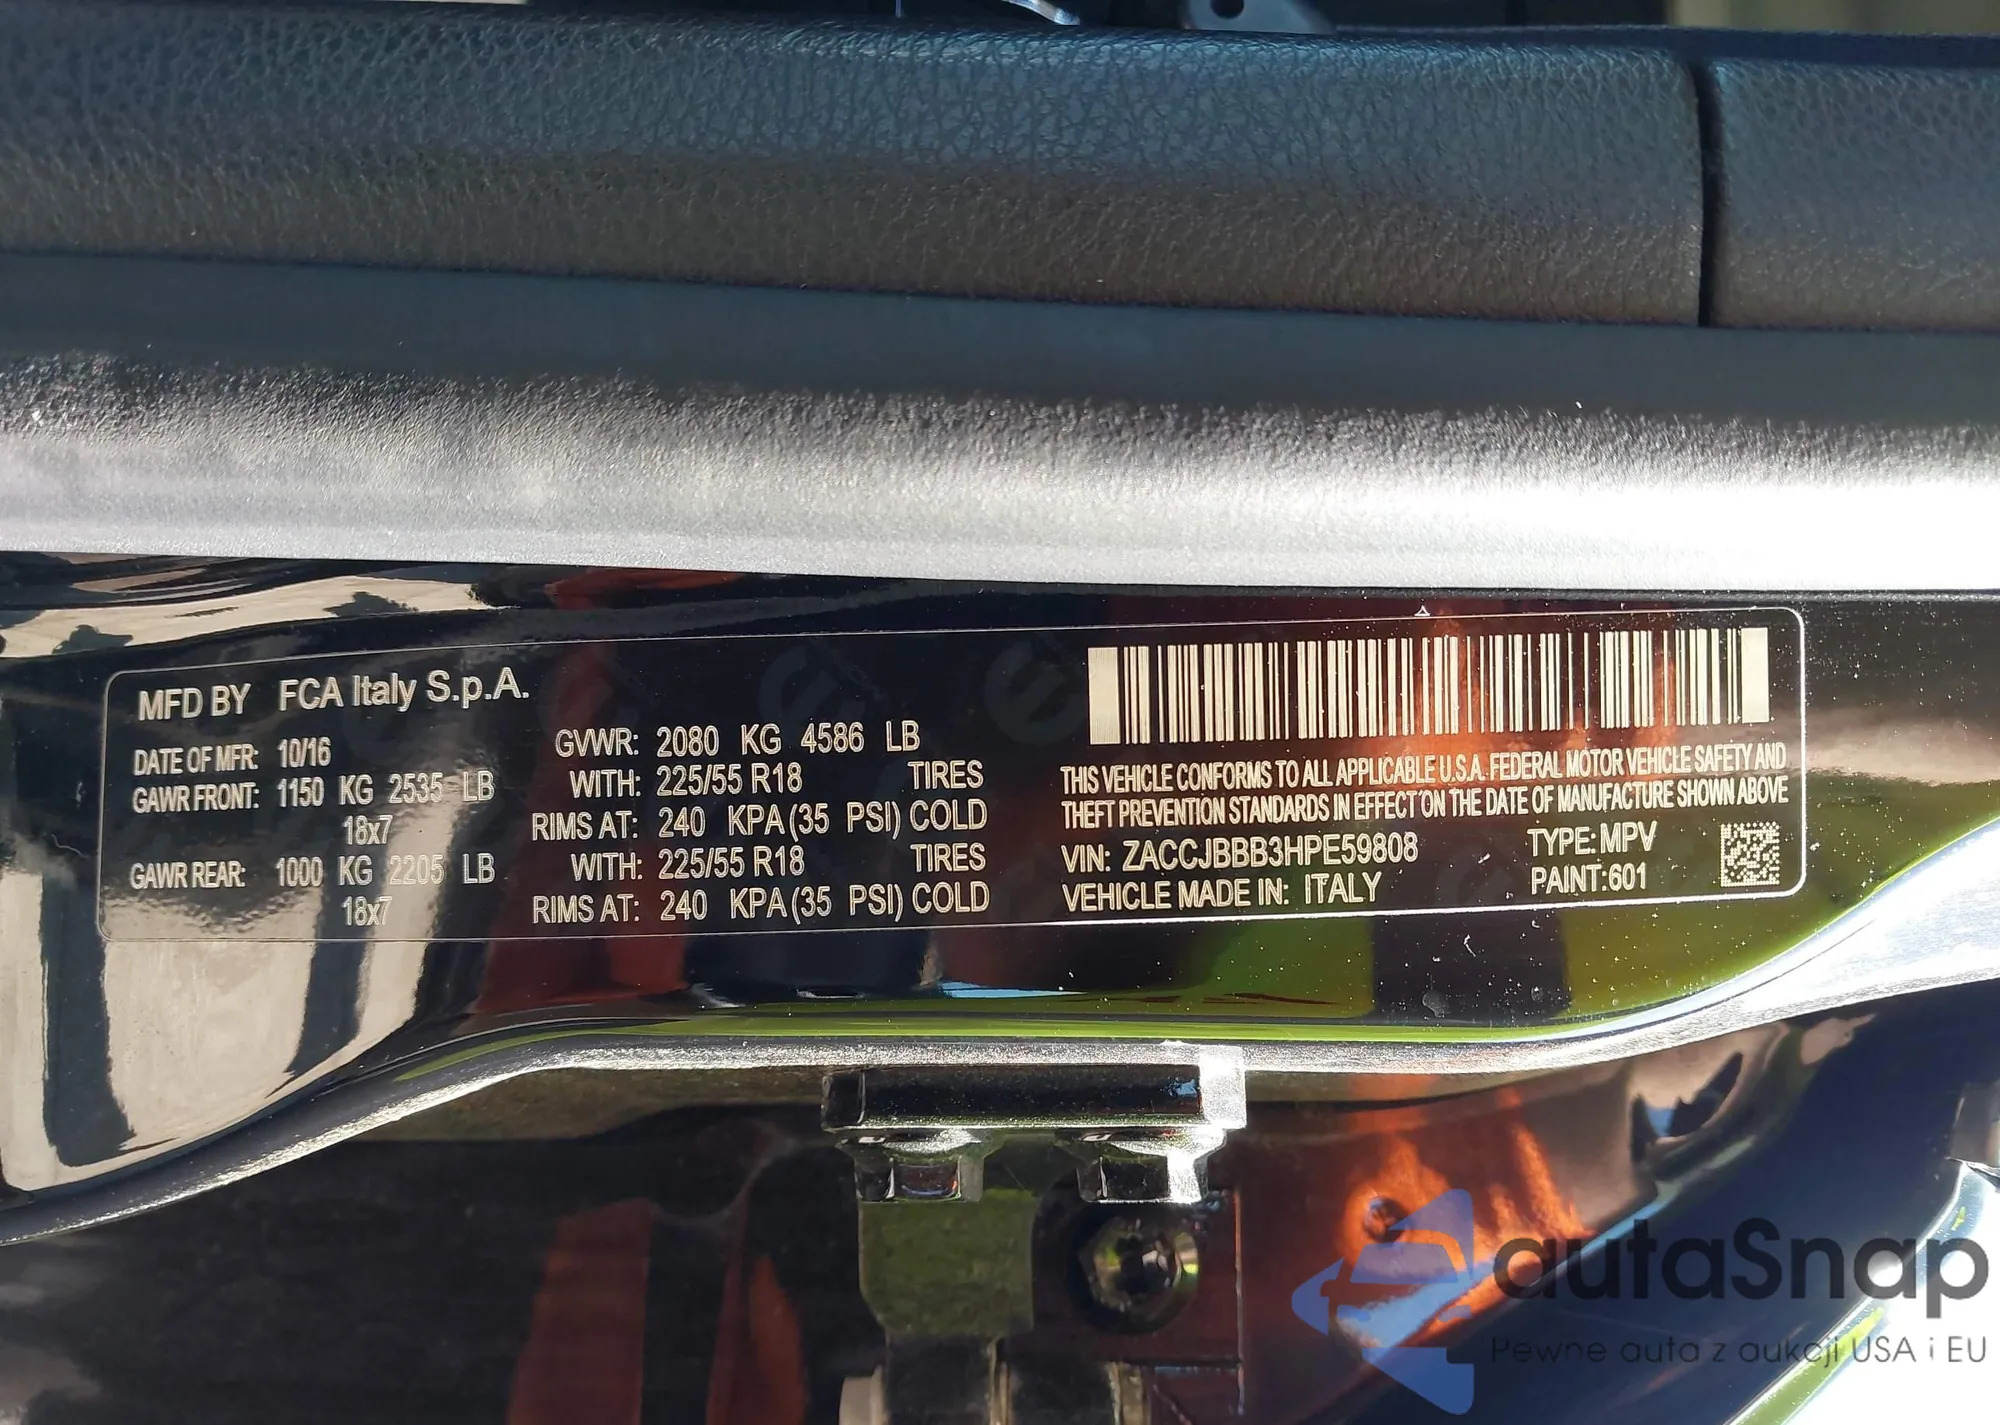 MFD BY FCA Italy S.p.A.
DATE OF MFR: 10/16
GVWR: 2080 KG 4586 LB
GAWR FRONT: 1150 KG 2535 LB WITH: 225/55 R18 TIRES
18x7 RIMS AT: 240 KPA (35 PSI) COLD
GAWR REAR: 1000 KG 2205 LB WITH: 225/55 R18 TIRES
18x7 RIMS AT: 240 KPA (35 PSI) COLD
THIS VEHICLE CONFORMS TO ALL APPLICABLE U.S.A. FEDERAL MOTOR VEHICLE SAFETY AND
THEFT PREVENTION STANDARDS IN EFFECT ON THE DATE OF MANUFACTURE SHOWN ABOVE
VIN: ZACCJBBB3HPE59808 TYPE: MPV
VEHICLE MADE IN: ITALY PAINT: 601
autaSnap
Pewne auta z aukcji USA i EU